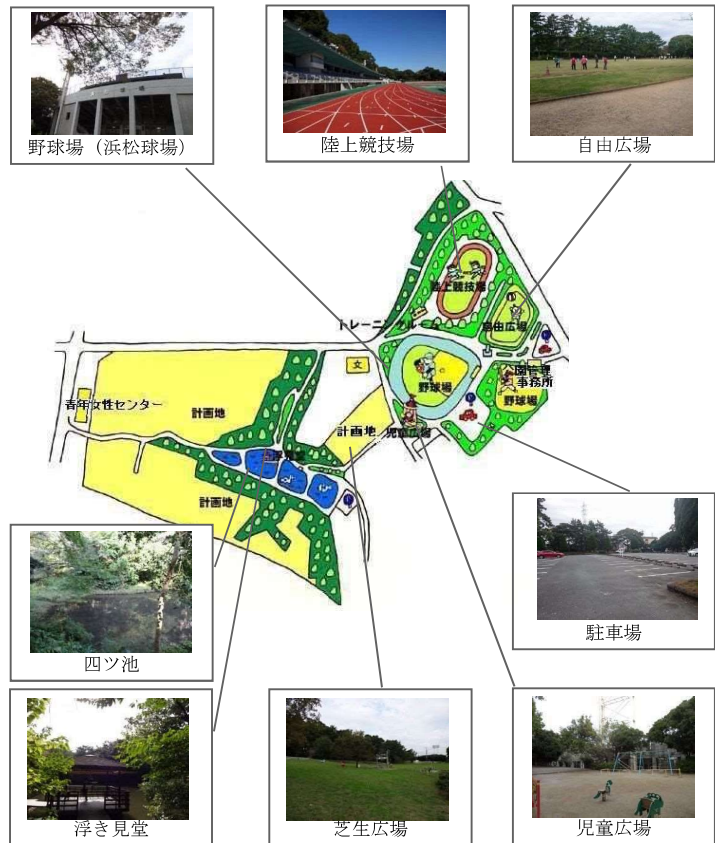 野球場（浜松球場）
陸上競技場
自由広場
陸上競技場
自由広場
トレーニングルーム
文
園管理
事務所
野球場
野球場
青年女性センター
計画地
計画地
児童広場
浮見堂
計画地
P
P
P
四ツ池
駐車場
浮き見堂
芝生広場
児童広場